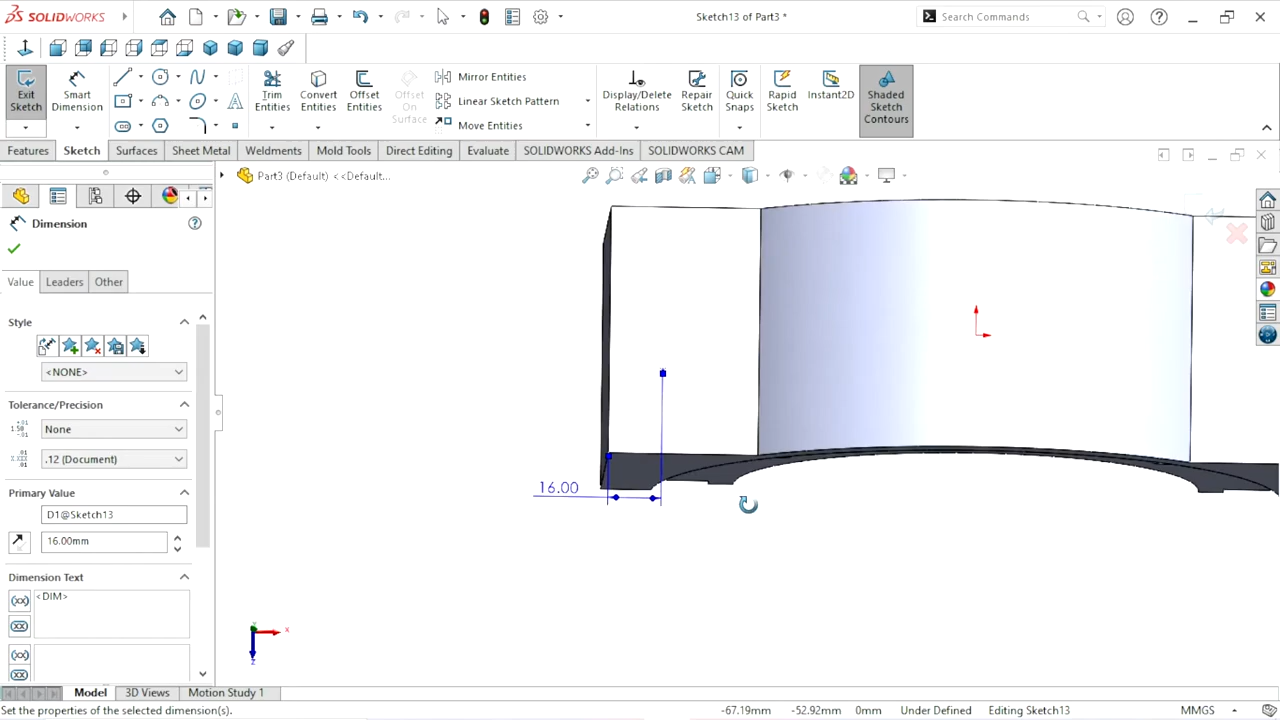 SOLIDWORKS
Sketch13 of Part3 *
Search Commands
Exit Sketch
Smart Dimension
Trim Entities
Convert Entities
Offset Entities
Offset On Surface
Mirror Entities
Linear Sketch Pattern
Move Entities
Display/Delete Relations
Repair Sketch
Quick Snaps
Rapid Sketch
Instant2D
Shaded Sketch Contours
Features Sketch Surfaces Sheet Metal Weldments Mold Tools Direct Editing Evaluate SOLIDWORKS Add-Ins SOLIDWORKS CAM
Part3 (Default) <<Default...
Dimension
Value Leaders Other
Style
<NONE>
Tolerance/Precision
None
.12 (Document)
Primary Value
D1@Sketch13
16.00mm
Dimension Text
<DIM>
16.00
x
z
Model 3D Views Motion Study 1
Set the properties of the selected dimension(s). -67.19mm -52.92mm 0mm Under Defined Editing Sketch13 MMGS